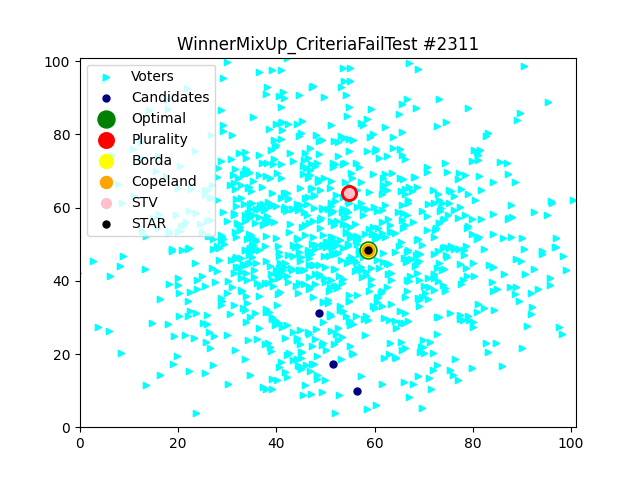 WinnerMixUp_CriteriaFailTest #2311
100
80
60
40
20
0
Voters
Candidates
Optimal
Plurality
Borda
Copeland
STV
STAR
0 20 40 60 80 100